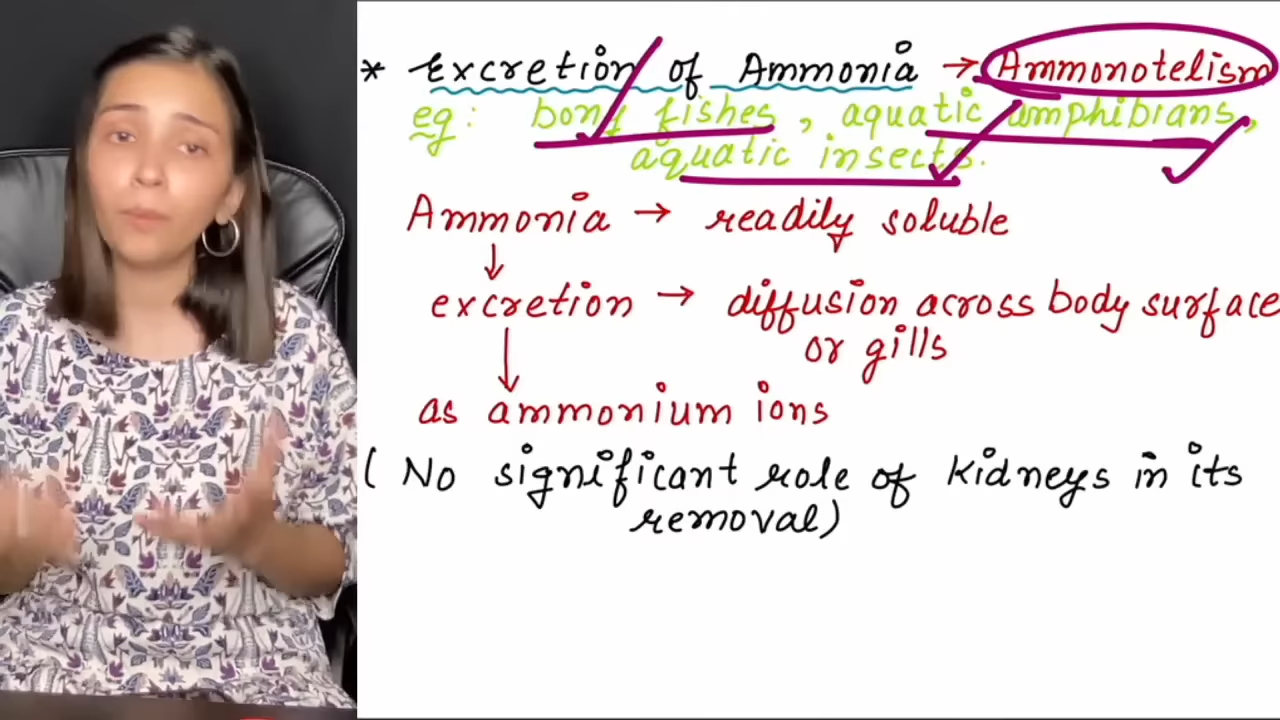 * Excretion of Ammonia → Ammonotelism
eg: bony fishes, aquatic amphibians,
aquatic insects.
Ammonia → readily soluble
↓
excretion → diffusion across body surface
or gills
↓
as ammonium ions
( No significant role of kidneys in its
removal)